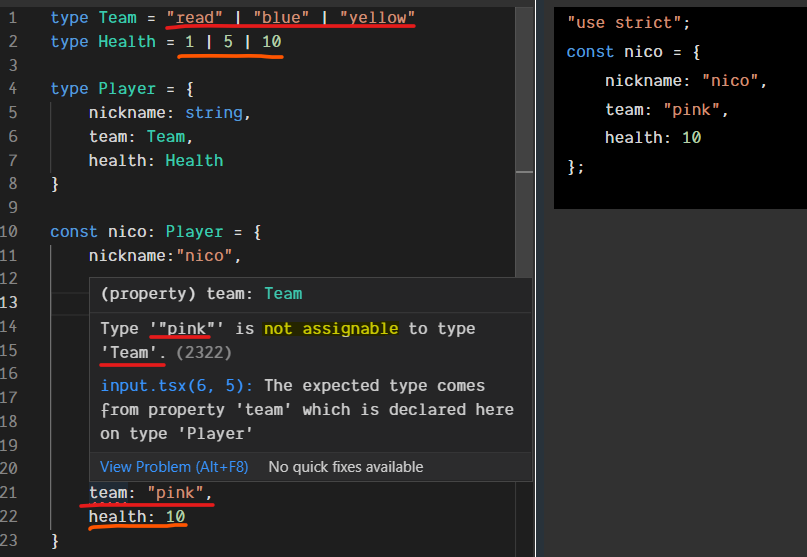 1 type Team = "read" | "blue" | "yellow"
2 type Health = 1 | 5 | 10
3
4 type Player = {
5 nickname: string,
6 team: Team,
7 health: Health
8 }
9
10 const nico: Player = {
11 nickname:"nico",
12
13
14
15
16
17
18
19
20
(property) team: Team
Type '"pink"' is not assignable to type
'Team'. (2322)
input.tsx(6, 5): The expected type comes
from property 'team' which is declared here
on type 'Player'
View Problem (Alt+F8) No quick fixes available
21 team: "pink",
22 health: 10
23 }
"use strict";
const nico = {
nickname: "nico",
team: "pink",
health: 10
};